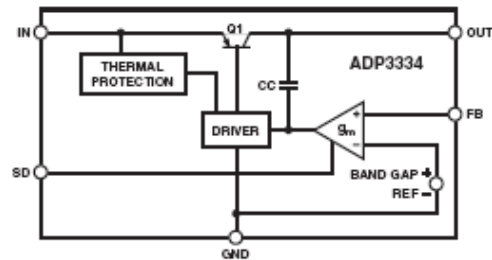 IN
Q1
OUT
THERMAL
PROTECTION
ADP3334
CC
DRIVER
gm
+
−
FB
SD
BAND GAP +
REF −
GND